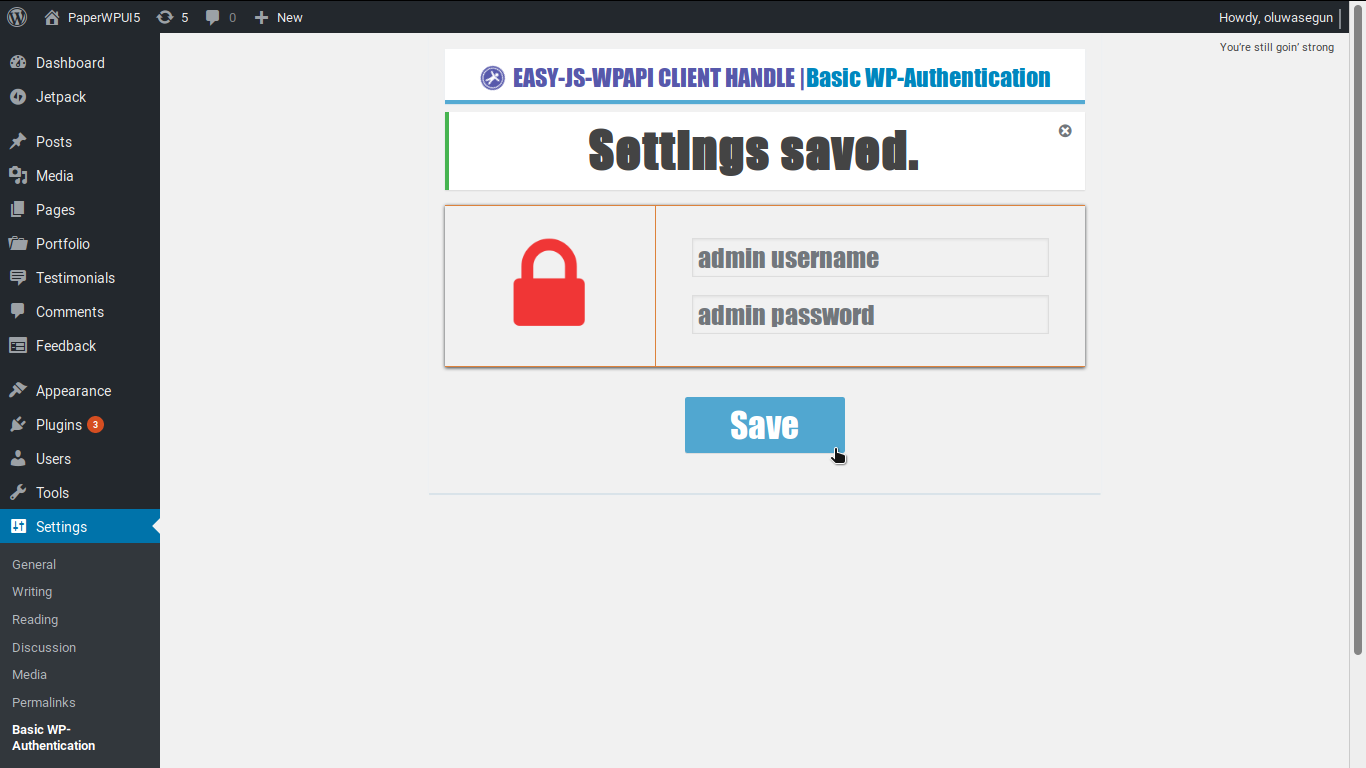 PaperWPUI5 5 0 New Howdy, oluwasegun
You're still goin' strong
Dashboard
Jetpack
Posts
Media
Pages
Portfolio
Testimonials
Comments
Feedback
Appearance
Plugins 3
Users
Tools
Settings
General
Writing
Reading
Discussion
Media
Permalinks
Basic WP-
Authentication
EASY-JS-WPAPI CLIENT HANDLE |Basic WP-Authentication
Settings saved.
admin username
admin password
Save